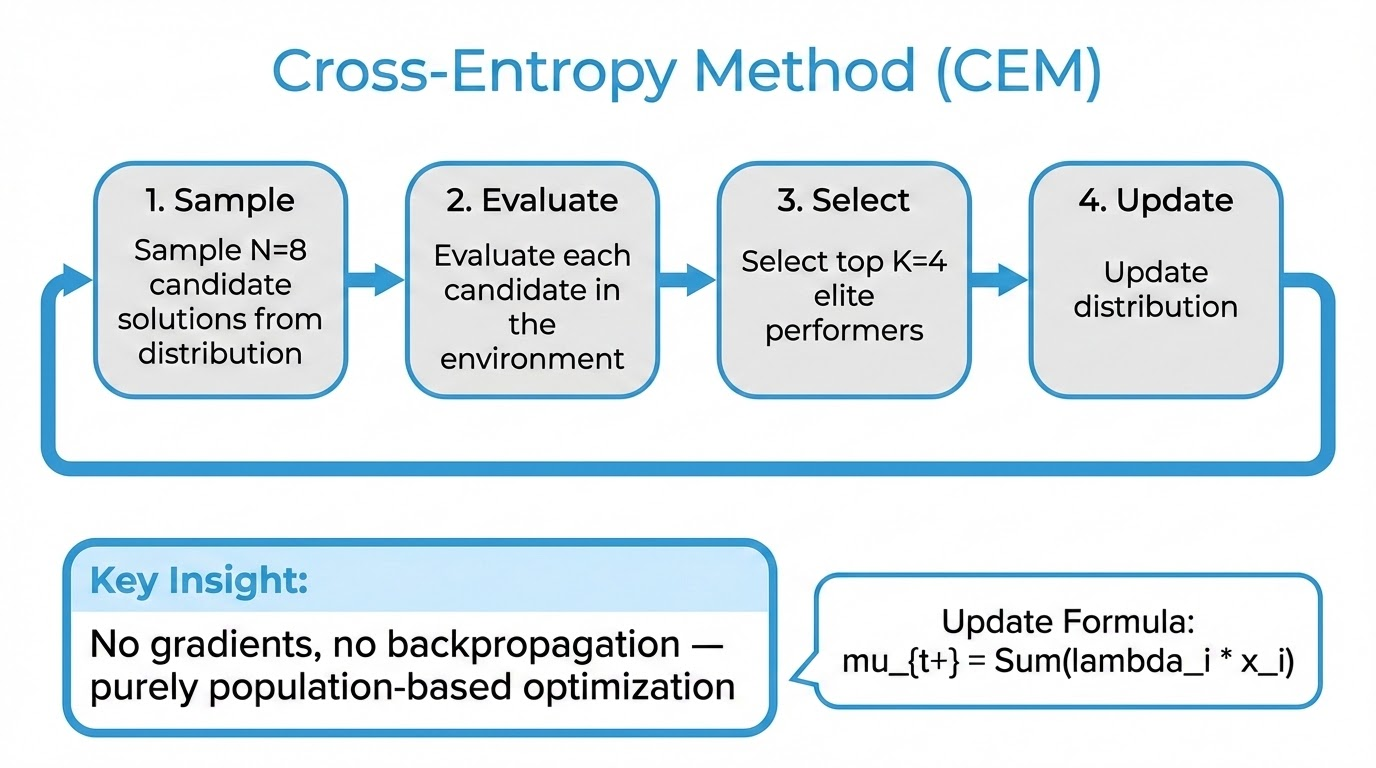 Cross-Entropy Method (CEM)
1. Sample
Sample N=8
candidate
solutions from
distribution
2. Evaluate
Evaluate each
candidate in
the
environment
3. Select
Select top K=4
elite
performers
4. Update
Update
distribution
Key Insight:
No gradients, no backpropagation —
purely population-based optimization
Update Formula:
mu_{t+} = Sum(lambda_i * x_i)